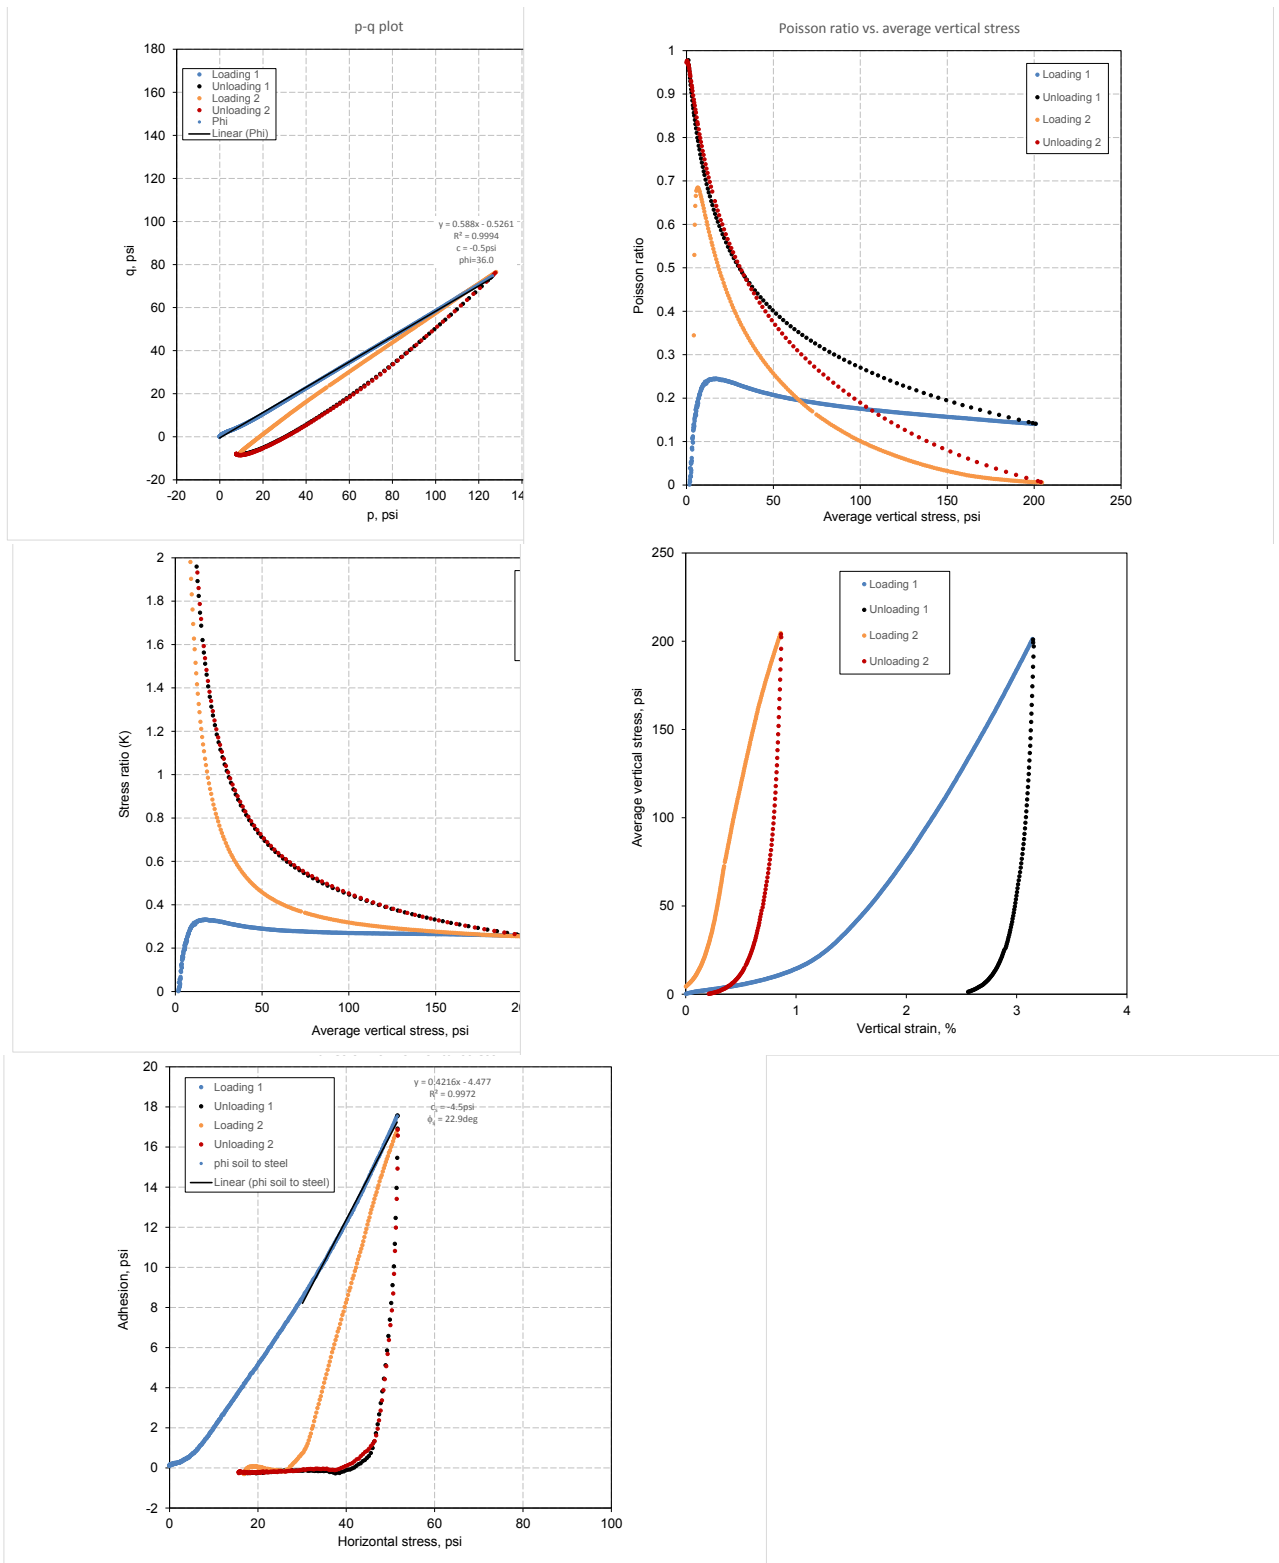 p-q plot
180
160
140
120
100
80
60
40
20
0
-20
q, psi
Loading 1
Unloading 1
Loading 2
Unloading 2
Phi
Linear (Phi)
y = 0.588x - 0.5261
R² = 0.9994
c = -0.5psi
phi=36.0
-20 0 20 40 60 80 100 120 14
p, psi
Poisson ratio vs. average vertical stress
1
0.9
0.8
0.7
0.6
0.5
0.4
0.3
0.2
0.1
0
Poisson ratio
Loading 1
Unloading 1
Loading 2
Unloading 2
0 50 100 150 200 250
Average vertical stress, psi
2
1.8
1.6
1.4
1.2
1
0.8
0.6
0.4
0.2
0
Stress ratio (K)
0 50 100 150 20
Average vertical stress, psi
250
200
150
100
50
0
Average vertical stress, psi
Loading 1
Unloading 1
Loading 2
Unloading 2
0 1 2 3 4
Vertical strain, %
20
18
16
14
12
10
8
6
4
2
0
-2
Adhesion, psi
Loading 1
Unloading 1
Loading 2
Unloading 2
phi soil to steel
Linear (phi soil to steel)
y = 0.4216x - 4.477
R² = 0.9972
= -4.5psi
= 22.9deg
0 20 40 60 80 100
Horizontal stress, psi